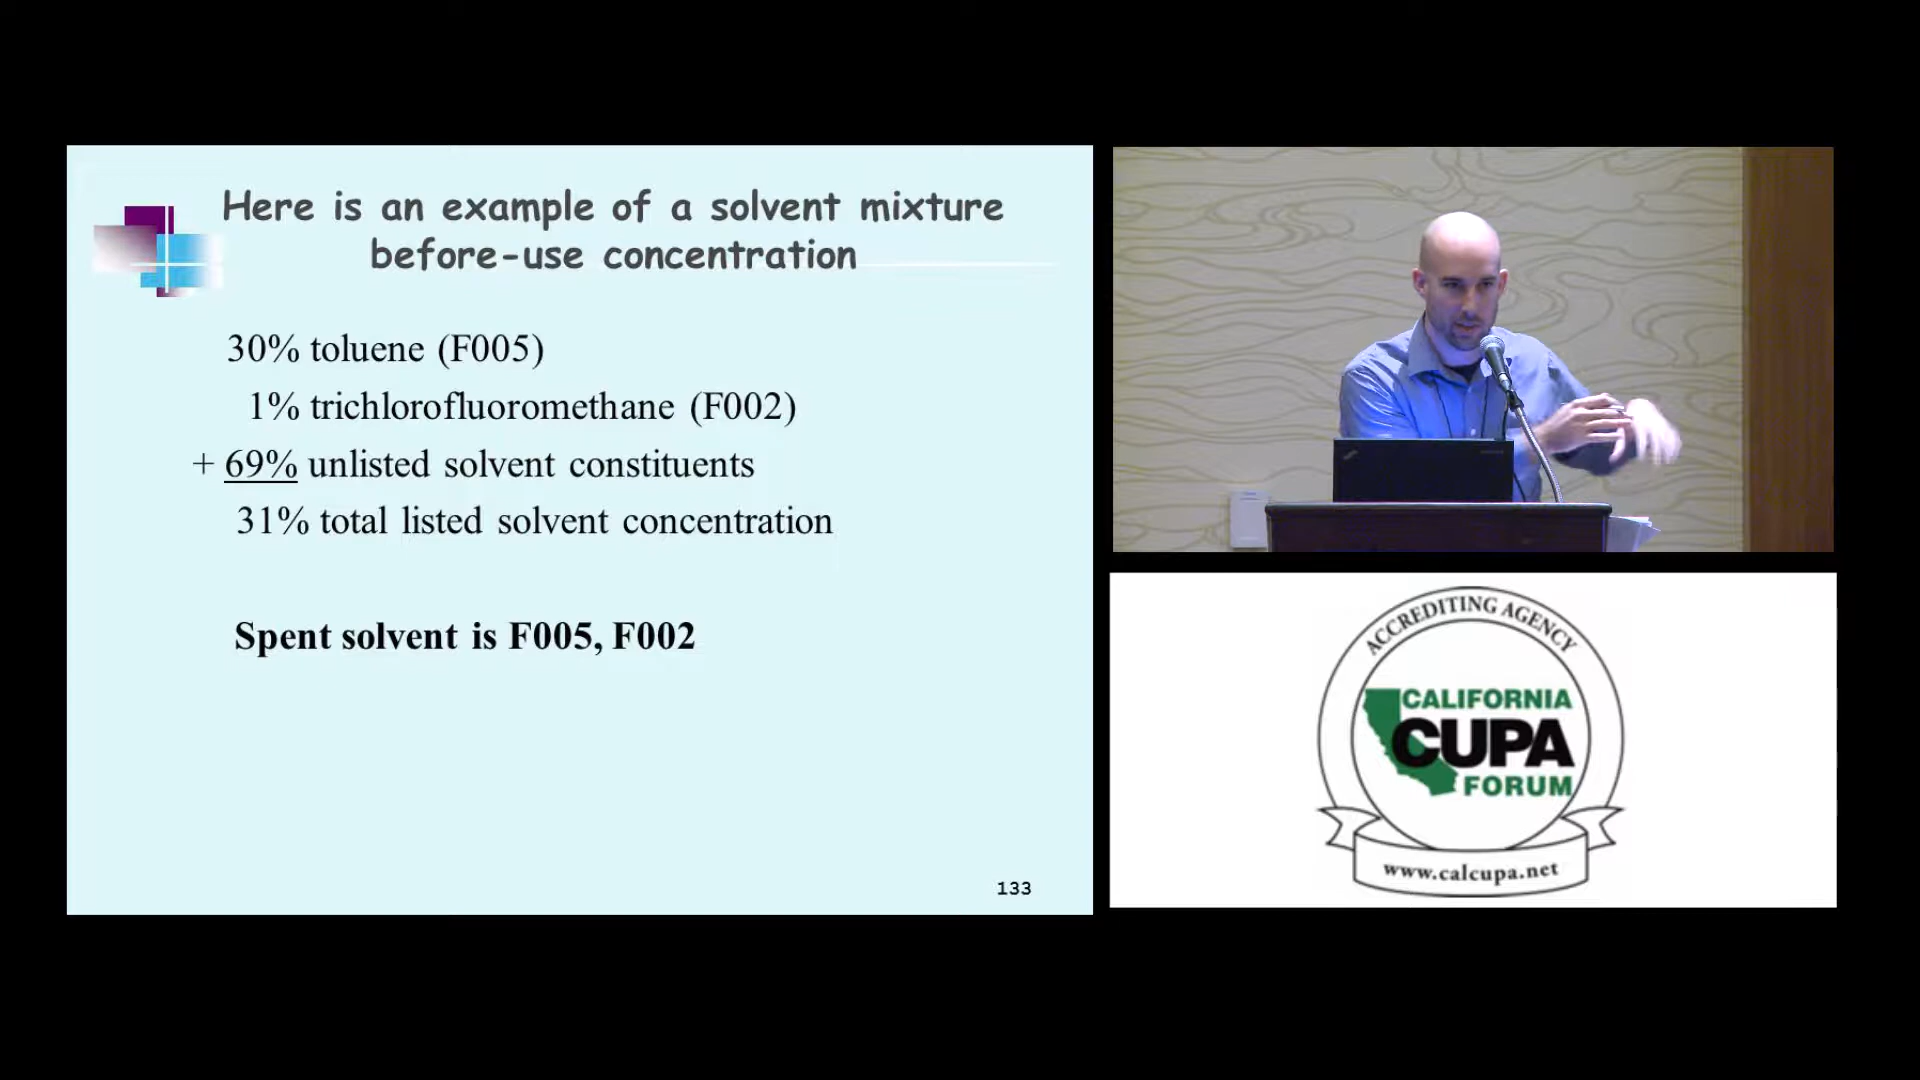 Here is an example of a solvent mixture
before-use concentration
30% toluene (F005)
1% trichlorofluoromethane (F002)
+ 69% unlisted solvent constituents
31% total listed solvent concentration
Spent solvent is F005, F002
133
ACCREDITING AGENCY
CALIFORNIA
CUPA
FORUM
www.calcupa.net